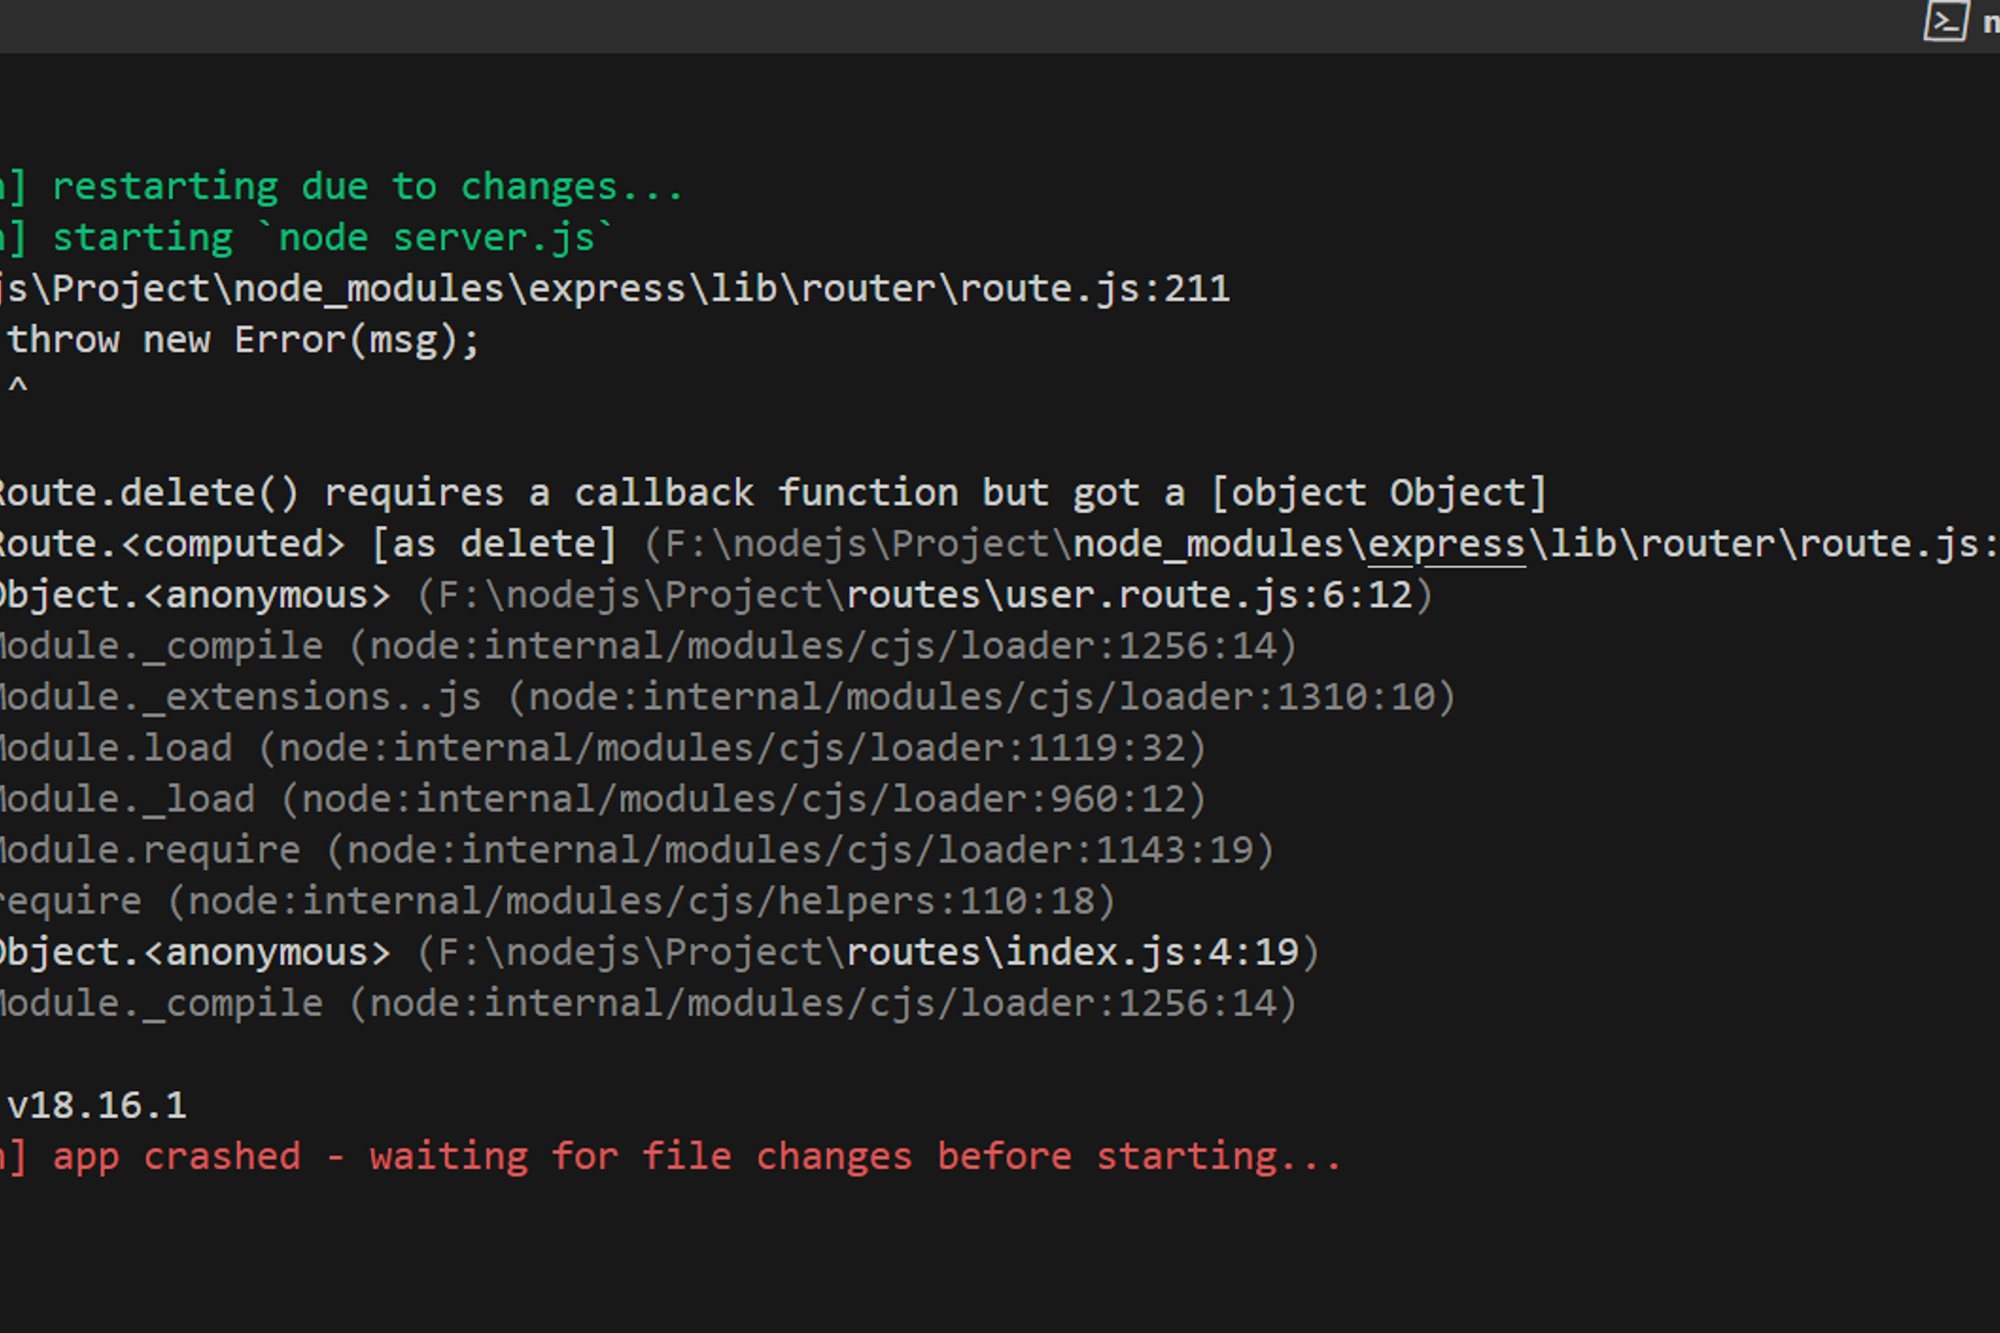 ] restarting due to changes...
] starting `node server.js`
js\Project\node_modules\express\lib\router\route.js:211
throw new Error(msg);
^
Route.delete() requires a callback function but got a [object Object]
Route.<computed> [as delete] (F:\nodejs\Project\node_modules\express\lib\router\route.js:
Object.<anonymous> (F:\nodejs\Project\routes\user.route.js:6:12)
Module._compile (node:internal/modules/cjs/loader:1256:14)
Module._extensions..js (node:internal/modules/cjs/loader:1310:10)
Module.load (node:internal/modules/cjs/loader:1119:32)
Module._load (node:internal/modules/cjs/loader:960:12)
Module.require (node:internal/modules/cjs/loader:1143:19)
require (node:internal/modules/cjs/helpers:110:18)
Object.<anonymous> (F:\nodejs\Project\routes\index.js:4:19)
Module._compile (node:internal/modules/cjs/loader:1256:14)
v18.16.1
] app crashed - waiting for file changes before starting...